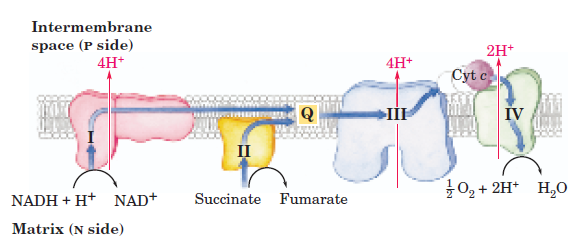 Intermembrane
space (P side)
4H⁺
4H⁺
2H⁺
Cyt c
Q
I
II
III
IV
NADH + H⁺
NAD⁺
Succinate
Fumarate
½ O₂ + 2H⁺
H₂O
Matrix (N side)